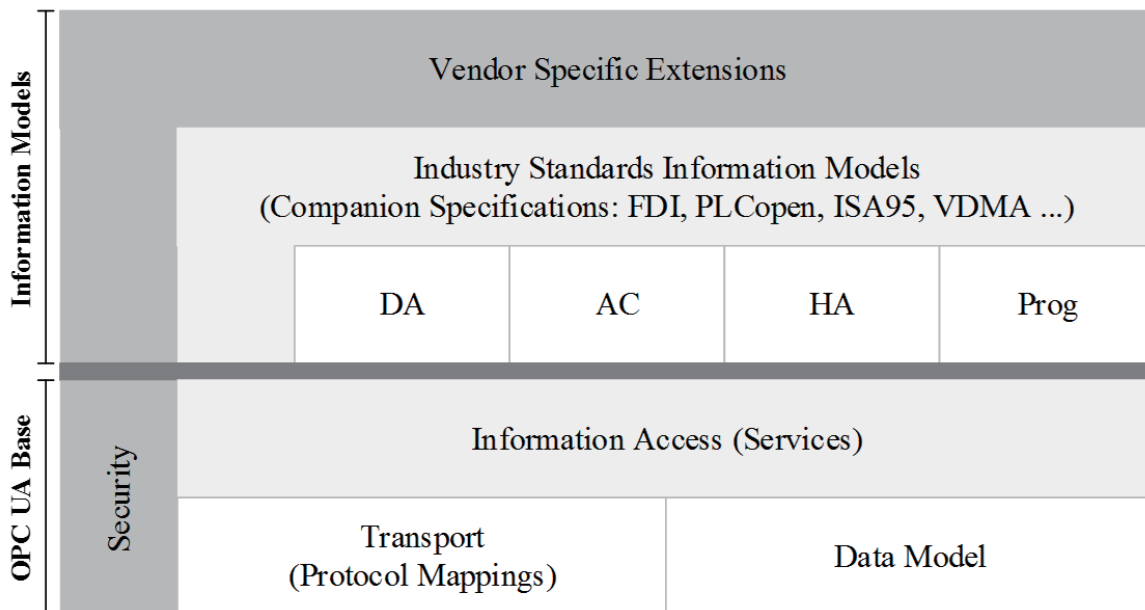 Information Models
Vendor Specific Extensions
Industry Standards Information Models
(Companion Specifications: FDI, PLCopen, ISA95, VDMA ...)
DA
AC
HA
Prog
OPC UA Base
Security
Information Access (Services)
Transport
(Protocol Mappings)
Data Model